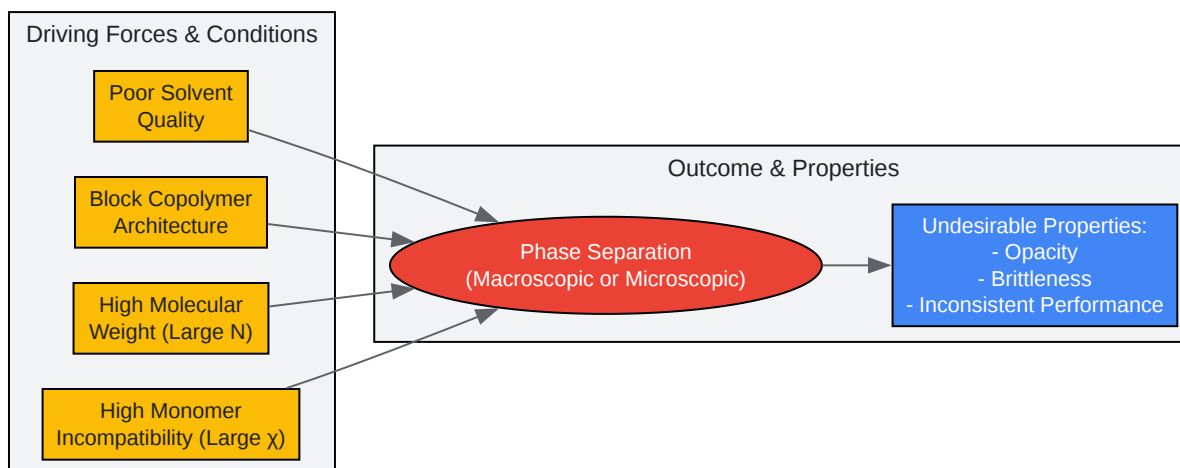 Driving Forces & Conditions
Poor Solvent
Quality
Block Copolymer
Architecture
High Molecular
Weight (Large N)
High Monomer
Incompatibility (Large χ)
Outcome & Properties
Phase Separation
(Macroscopic or Microscopic)
Undesirable Properties:
- Opacity
- Brittleness
- Inconsistent Performance